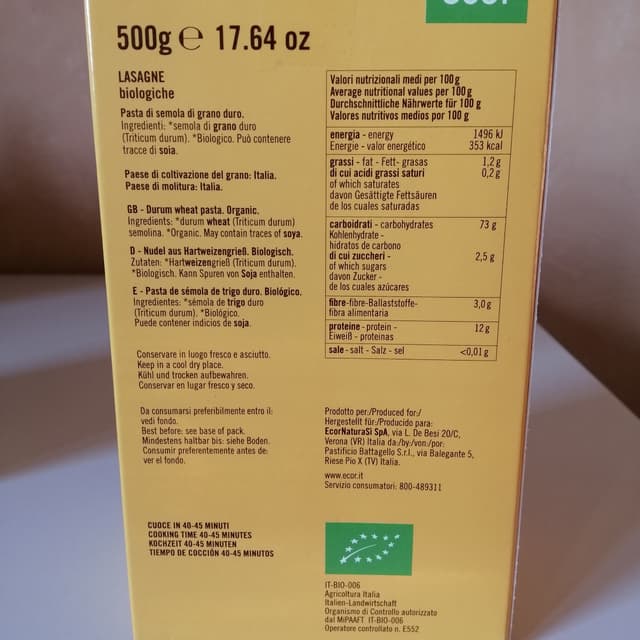 500g ℮ 17.64 oz
LASAGNE
biologiche
Pasta di semola di grano duro.
Ingredienti: *semola di grano duro
(Triticum durum). *Biologico. Può contenere
tracce di soia.
Paese di coltivazione del grano: Italia.
Paese di molitura: Italia.
GB - Durum wheat pasta. Organic.
Ingredients: *durum wheat (Triticum durum)
semolina. *Organic. May contain traces of soya.
D - Nudel aus Hartweizengrieß. Biologisch.
Zutaten: *Hartweizengrieß (Triticum durum).
*Biologisch. Kann Spuren von Soja enthalten.
E - Pasta de sémola de trigo duro. Biológico.
Ingredientes: *sémola de trigo duro
(Triticum durum). *Biológico.
Puede contener indicios de soja.
Conservare in luogo fresco e asciutto.
Keep in a cool dry place.
Kühl und trocken aufbewahren.
Conservar en lugar fresco y seco.
Da consumarsi preferibilmente entro il:
vedi fondo.
Best before: see base of pack.
Mindestens haltbar bis: siehe Boden.
Consumir preferentemente antes de:
ver el fondo.
CUOCE IN 40-45 MINUTI
COOKING TIME 40-45 MINUTES
KOCHZEIT 40-45 MINUTEN
TIEMPO DE COCCIÓN 40-45 MINUTOS
Valori nutrizionali medi per 100 g
Average nutritional values per 100 g
Durchschnittliche Nährwerte für 100 g
Valores nutritivos medios por 100 g
energia - energy 1496 kJ
Energie - valor energético 353 kcal
grassi - fat - Fett- grasas 1,2 g
di cui acidi grassi saturi 0,2 g
of which saturates
davon Gesättigte Fettsäuren
de los cuales saturadas
carboidrati - carbohydrates 73 g
Kohlenhydrate -
hidratos de carbono
di cui zuccheri - 2,5 g
of which sugars
davon Zucker -
de los cuales azúcares
fibre-fibre-Ballaststoffe- 3,0 g
fibra alimentaria
proteine - protein - 12 g
Eiweiß - proteinas
sale - salt - Salz - sel <0,01 g
Prodotto per:/Produced for:/
Hergestellt für:/Producido para:
EcorNaturaSì SpA, via L. De Besi 20/C,
Verona (VR) Italia da:/by:/von:/por:
Pastificio Battagello S.r.l., via Balegante 5,
Riese Pio X (TV) Italia.
www.ecor.it
Servizio consumatori: 800-489311
IT-BIO-006
Agricoltura Italia
Italien-Landwirtschaft
Organismo di Controllo autorizzato
dal MiPAAFT IT-BIO-006
Operatore controllato n. E552